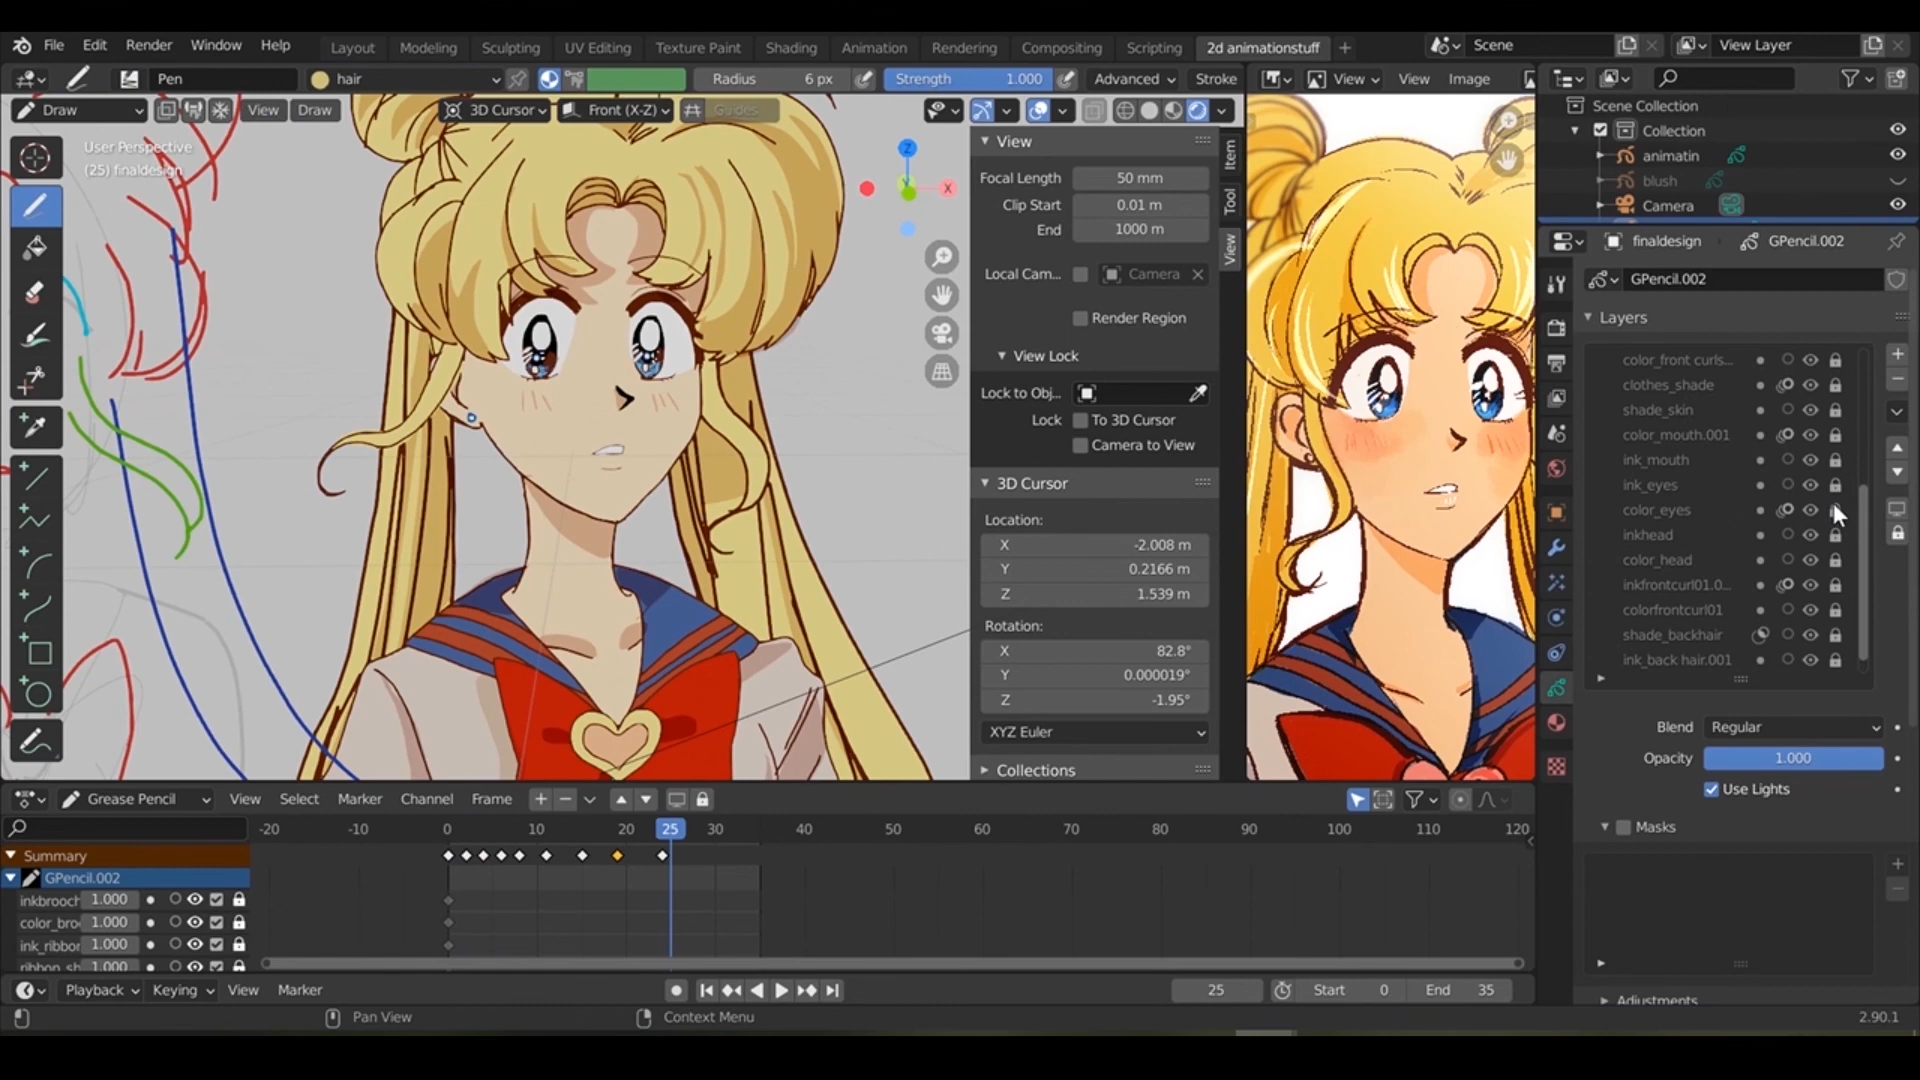 File Edit Render Window Help Layout Modeling Sculpting UV Editing Texture Paint Shading Animation Rendering Compositing Scripting 2d animationstuff Scene View Layer
Pen hair Radius 6 px Strength 1.000 Advanced Stroke View View Image
Draw View Draw 3D Cursor Front (X-Z) Guides
User Perspective
(25) finaldesign
Z
Y
X
Item
Tool
View
View
Focal Length 50 mm
Clip Start 0.01 m
End 1000 m
Local Cam... Camera
Render Region
View Lock
Lock to Obj...
Lock To 3D Cursor
Camera to View
3D Cursor
Location:
X -2.008 m
Y 0.2166 m
Z 1.539 m
Rotation:
X 82.8°
Y 0.000019°
Z -1.95°
XYZ Euler
Collections
Scene Collection
Collection
animatin
blush
Camera
finaldesign GPencil.002
GPencil.002
Layers
color_front curls...
clothes_shade
shade_skin
color_mouth.001
ink_mouth
ink_eyes
color_eyes
inkhead
color_head
inkfrontcurl01.0...
colorfrontcurl01
shade_backhair
ink_back hair.001
Blend Regular
Opacity 1.000
Use Lights
Masks
Adjustments
Grease Pencil View Select Marker Channel Frame
-20 -10 0 10 20 25 30 40 50 60 70 80 90 100 110 120
Summary
GPencil.002
inkbrooch 1.000
color_bro 1.000
ink_ribbon 1.000
ribbon_sh 1.000
Playback Keying View Marker 25 Start 0 End 35
Pan View Context Menu 2.90.1